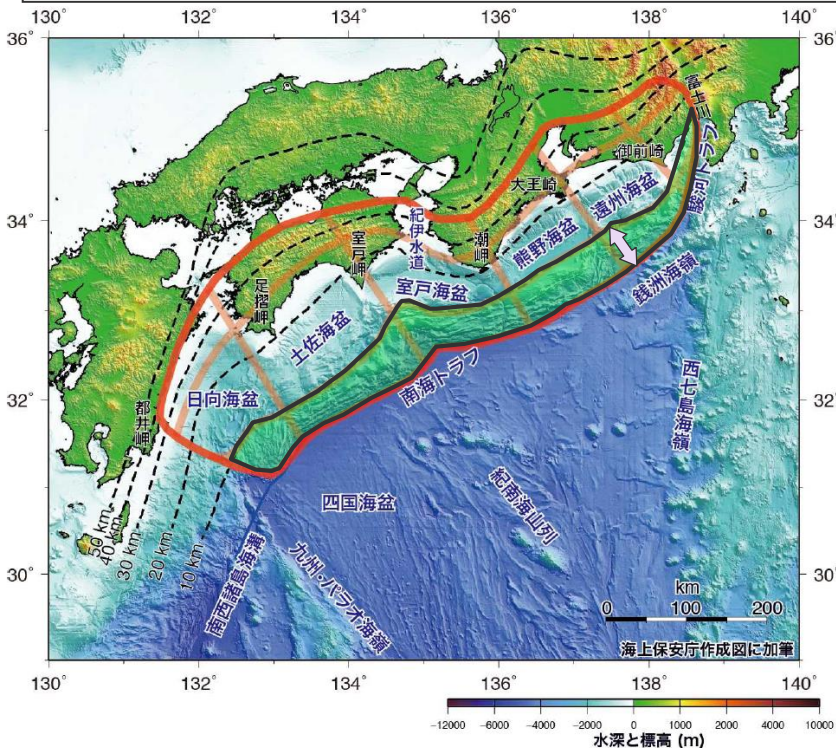 130°
132°
134°
136°
138°
140°
36°
34°
32°
30°
富士川
駿河トラフ
御前崎
遠州海盆
大王崎
熊野海盆
潮岬
紀伊水道
室戸岬
室戸海盆
足摺岬
土佐海盆
銭洲海嶺
南海トラフ
日向海盆
都井岬
西七島海嶺
四国海盆
紀南海山列
九州・パラオ海嶺
南西諸島海溝
50 km
40 km
30 km
20 km
10 km
km
0 100 200
海上保安庁作成図に加筆
130°
132°
134°
136°
138°
140°
-12000 -6000 -4000 -2000 0 1000 2000 4000 10000
水深と標高 (m)